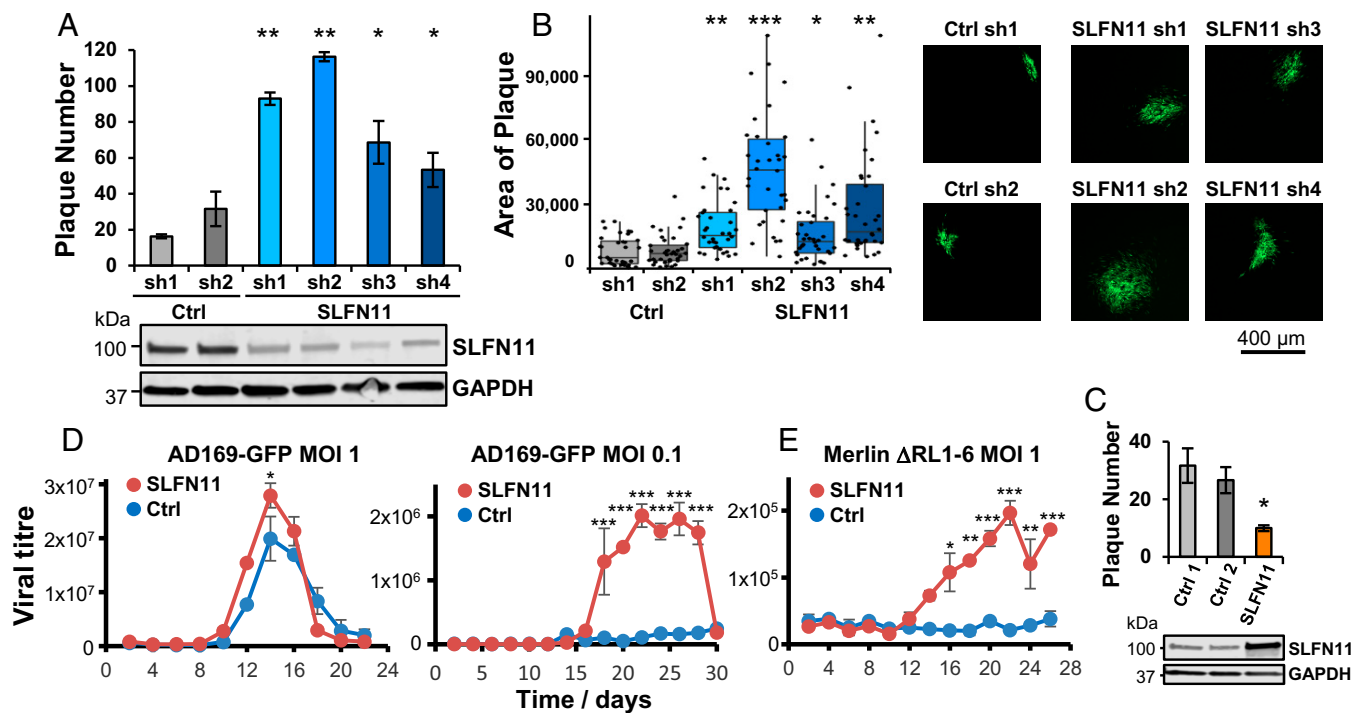 A
Plaque Number
120
100
80
60
40
20
0
** ** * *
sh1 sh2 sh1 sh2 sh3 sh4
Ctrl SLFN11
kDa
100
SLFN11
37
GAPDH
B
Area of Plaque
90,000
60,000
30,000
0
** *** * **
sh1 sh2 sh1 sh2 sh3 sh4
Ctrl SLFN11
Ctrl sh1 SLFN11 sh1 SLFN11 sh3
Ctrl sh2 SLFN11 sh2 SLFN11 sh4
400 µm
C
Plaque Number
40
20
0
*
Ctrl 1 Ctrl 2 SLFN11
kDa
100
SLFN11
37
GAPDH
D
AD169-GFP MOI 1
Viral titre
3x10⁷
2x10⁷
1x10⁷
0
SLFN11
Ctrl
*
0 4 8 12 16 20 24
AD169-GFP MOI 0.1
2x10⁶
1x10⁶
0
SLFN11
Ctrl
*** *** *** *** *** ***
0 5 10 15 20 25 30
Time / days
E
Merlin ΔRL1-6 MOI 1
2x10⁵
1x10⁵
0
SLFN11
Ctrl
* ** *** *** ** ***
0 4 8 12 16 20 24 28